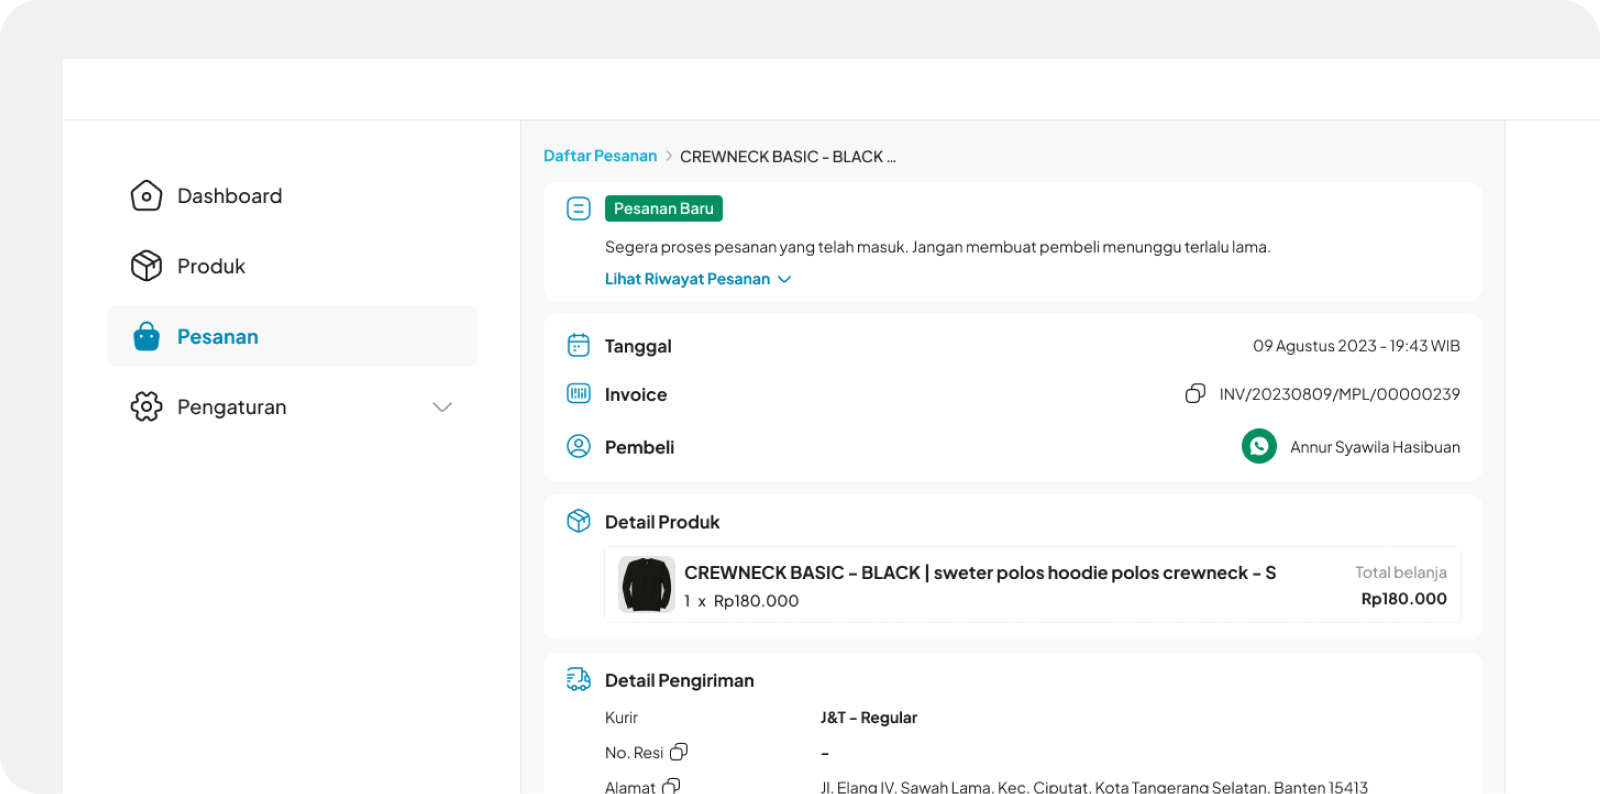 Dashboard
Produk
Pesanan
Pengaturan
Daftar Pesanan > CREWNECK BASIC - BLACK ...
Pesanan Baru
Segera proses pesanan yang telah masuk. Jangan membuat pembeli menunggu terlalu lama.
Lihat Riwayat Pesanan
Tanggal 09 Agustus 2023 - 19:43 WIB
Invoice INV/20230809/MPL/00000239
Pembeli Annur Syawila Hasibuan
Detail Produk
CREWNECK BASIC - BLACK | sweter polos hoodie polos crewneck - S
1 x Rp180.000
Total belanja
Rp180.000
Detail Pengiriman
Kurir J&T - Regular
No. Resi -
Alamat Jl. Elang IV, Sawah Lama, Kec. Ciputat, Kota Tangerang Selatan, Banten 15413